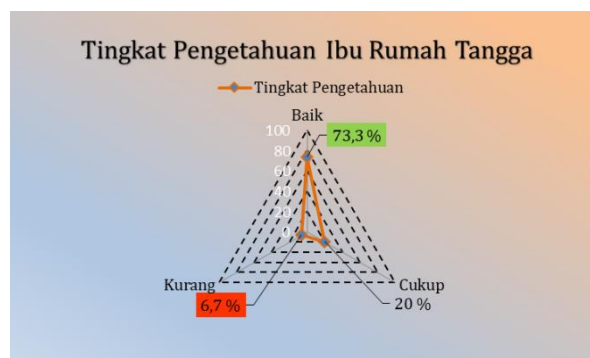 Tingkat Pengetahuan Ibu Rumah Tangga
Tingkat Pengetahuan
Baik
73,3 %
100
80
60
40
20
0
Kurang
6,7 %
Cukup
20 %